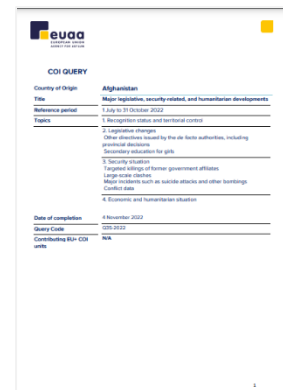 euaa
EUROPEAN UNION
AGENCY FOR ASYLUM
COI QUERY
Country of Origin Afghanistan
Title Major legislative, security-related, and humanitarian developments
Reference period 1 July to 31 October 2022
Topics 1. Recognition status and territorial control
2. Legislative changes
Other directives issued by the de facto authorities, including
provincial decisions
Secondary education for girls
3. Security situation
Targeted killings of former government affiliates
Large-scale clashes
Major incidents such as suicide attacks and other bombings
Conflict data
4. Economic and humanitarian situation
Date of completion 4 November 2022
Query Code Q35-2022
Contributing EU+ COI N/A
units